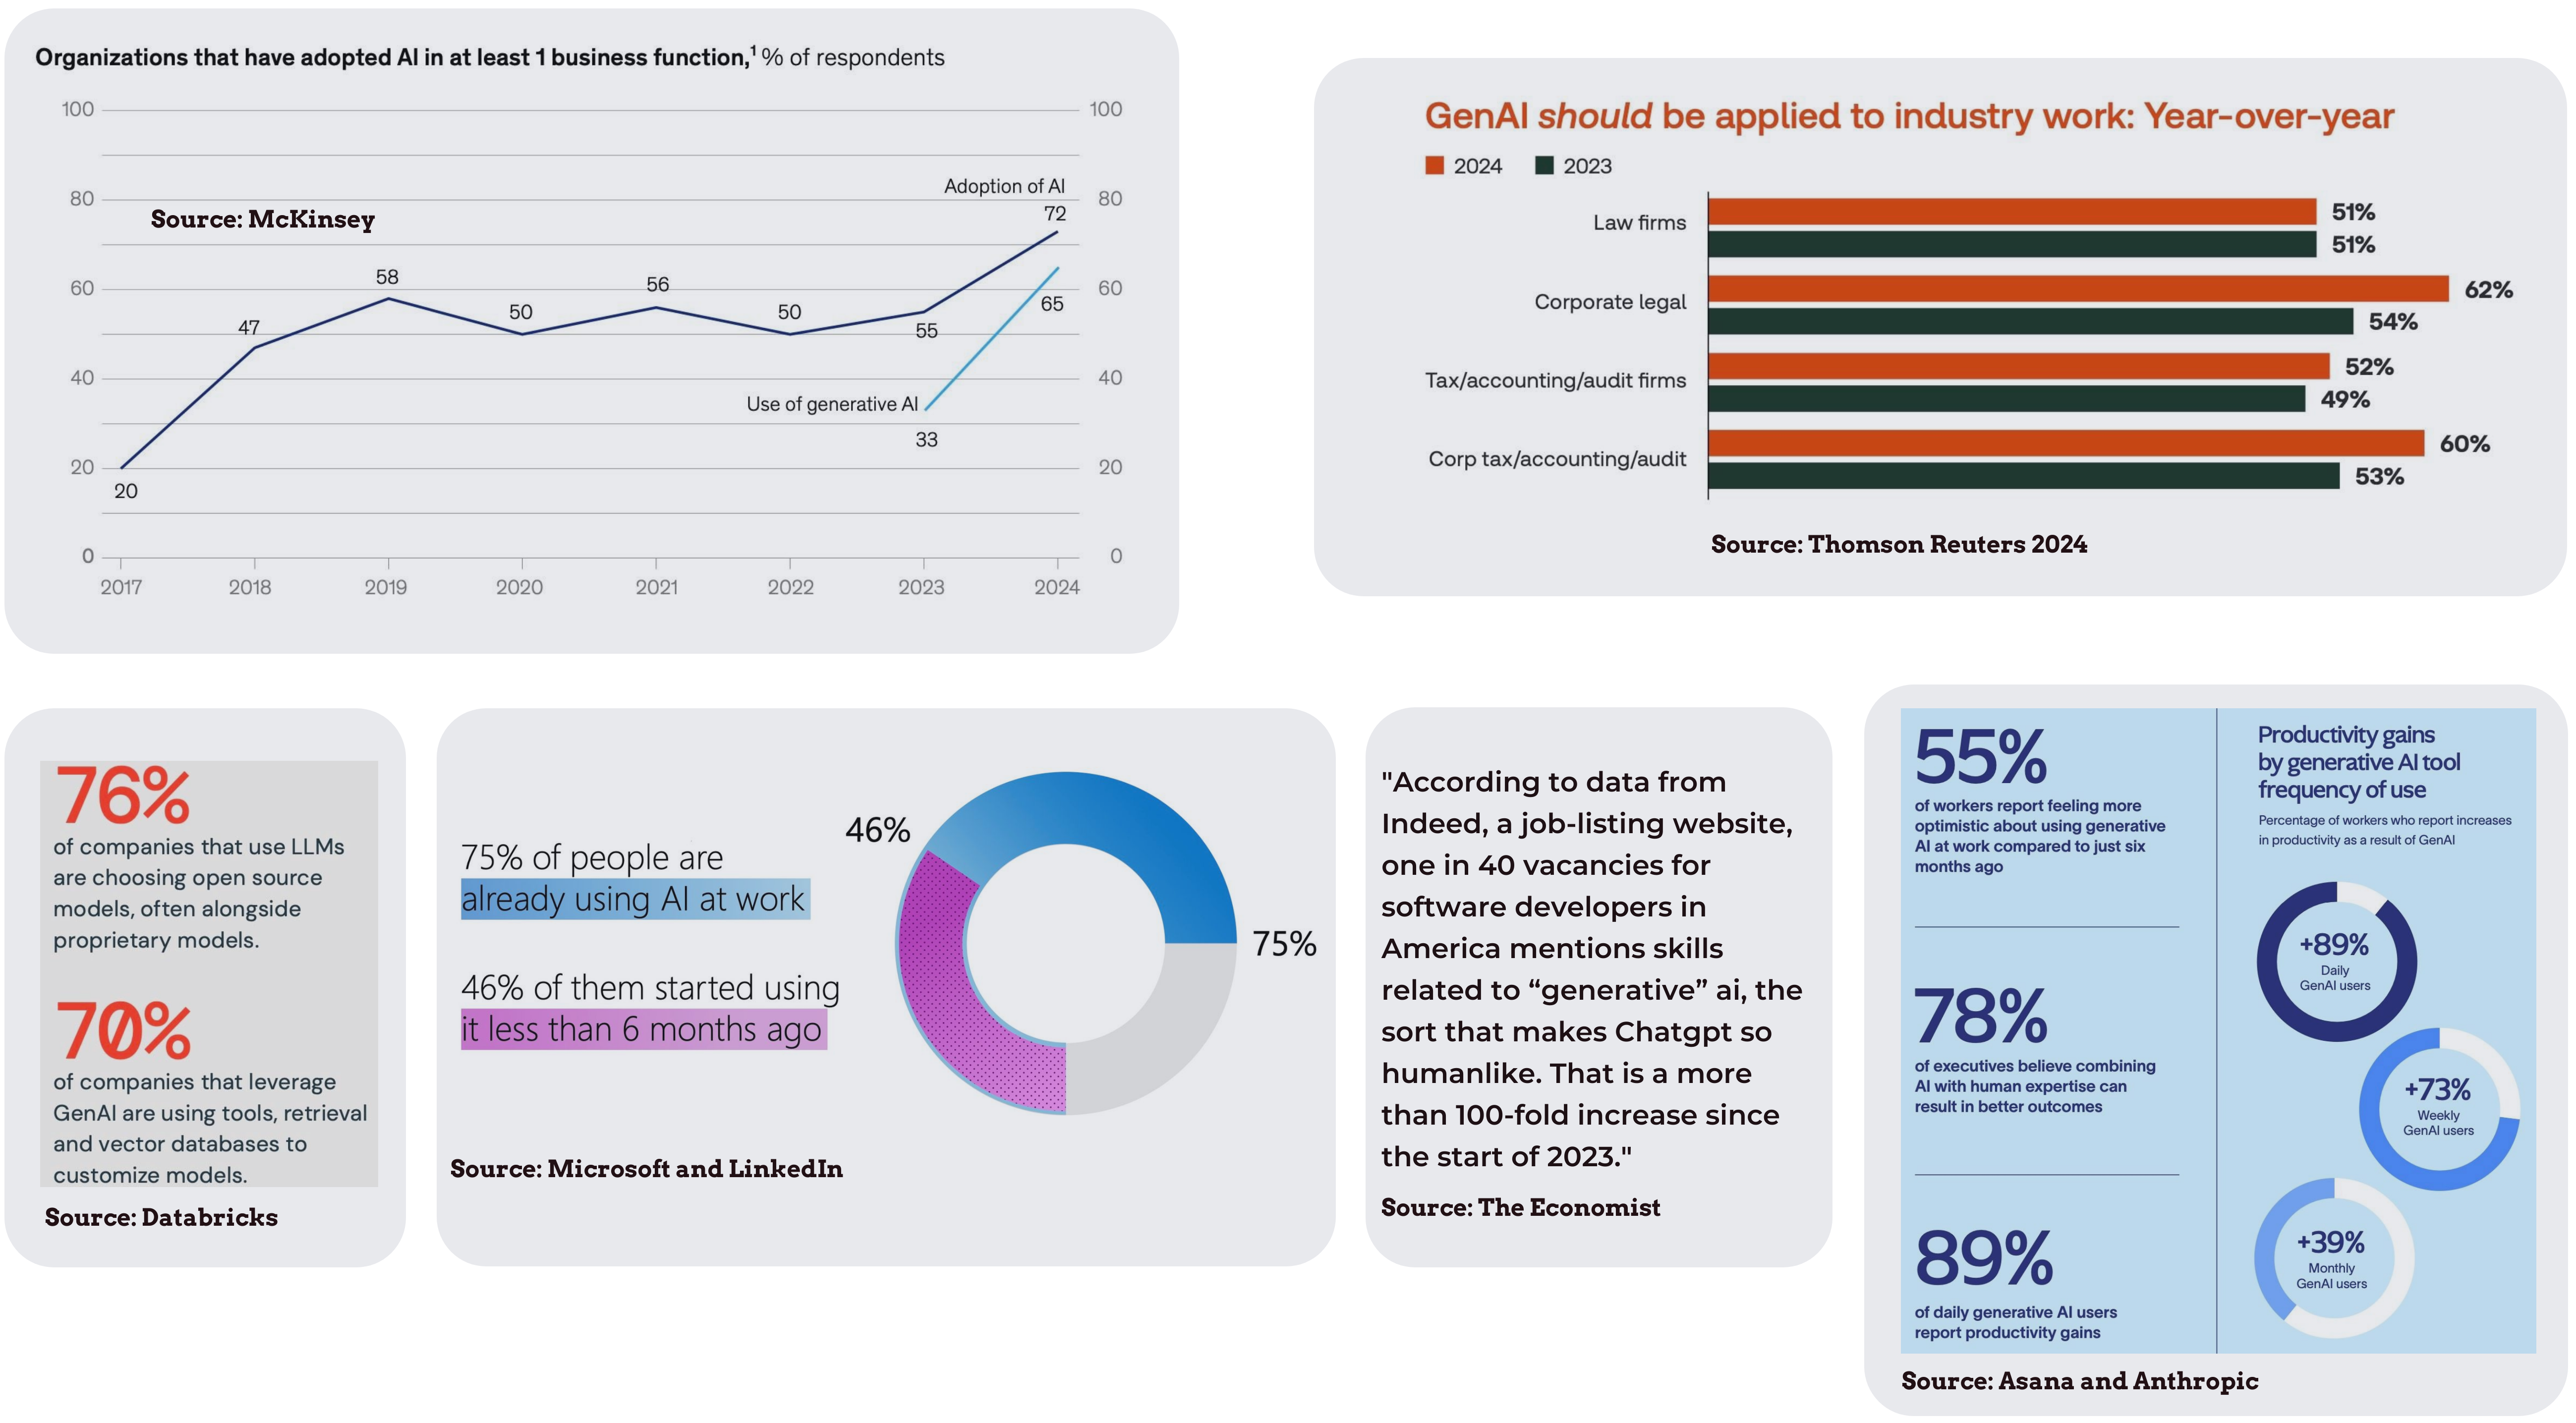 Organizations that have adopted AI in at least 1 business function,¹ % of respondents
100 100
Adoption of AI
80 80
Source: McKinsey
72
58
60 60
56
50
50
65
47
55
40 40
Use of generative AI
33
20 20
20
0 0
2017 2018 2019 2020 2021 2022 2023 2024
GenAI should be applied to industry work: Year-over-year
2024 2023
Law firms
51%
51%
Corporate legal
62%
54%
Tax/accounting/audit firms
52%
49%
Corp tax/accounting/audit
60%
53%
Source: Thomson Reuters 2024
76%
of companies that use LLMs
are choosing open source
models, often alongside
proprietary models.
70%
of companies that leverage
GenAI are using tools, retrieval
and vector databases to
customize models.
Source: Databricks
75% of people are
already using AI at work
46% of them started using
it less than 6 months ago
46%
75%
Source: Microsoft and LinkedIn
"According to data from
Indeed, a job-listing website,
one in 40 vacancies for
software developers in
America mentions skills
related to “generative” ai, the
sort that makes Chatgpt so
humanlike. That is a more
than 100-fold increase since
the start of 2023."
Source: The Economist
55%
of workers report feeling more
optimistic about using generative
AI at work compared to just six
months ago
78%
of executives believe combining
AI with human expertise can
result in better outcomes
89%
of daily generative AI users
report productivity gains
Productivity gains
by generative AI tool
frequency of use
Percentage of workers who report increases
in productivity as a result of GenAI
+89%
Daily
GenAI users
+73%
Weekly
GenAI users
+39%
Monthly
GenAI users
Source: Asana and Anthropic